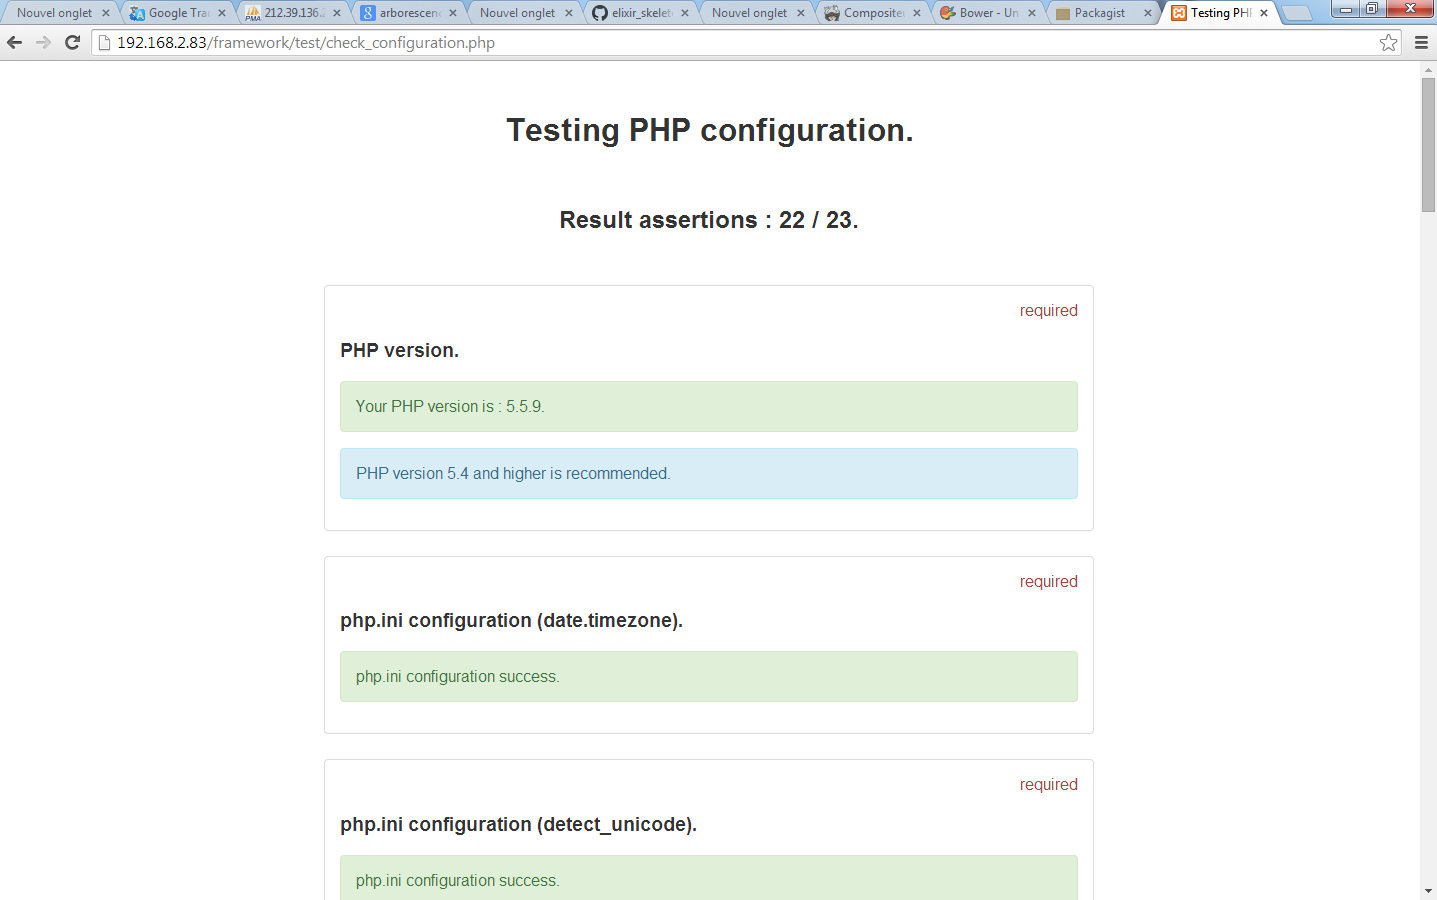 Nouvel onglet
Google Tra
212.39.136.2
arborescen
Nouvel onglet
elixir_skelet
Nouvel onglet
Composite
Bower - Un
Packagist
Testing PH
192.168.2.83/framework/test/check_configuration.php
Testing PHP configuration.
Result assertions : 22 / 23.
required
PHP version.
Your PHP version is : 5.5.9.
PHP version 5.4 and higher is recommended.
required
php.ini configuration (date.timezone).
php.ini configuration success.
required
php.ini configuration (detect_unicode).
php.ini configuration success.